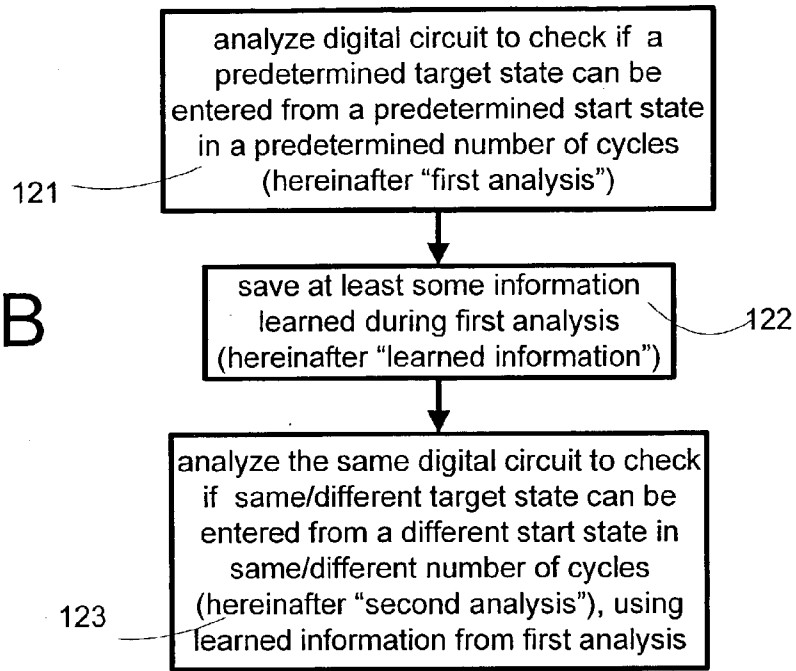 analyze digital circuit to check if a
predetermined target state can be
entered from a predetermined start state
in a predetermined number of cycles
(hereinafter “first analysis”)
121
save at least some information
learned during first analysis
(hereinafter “learned information”)
122
B
analyze the same digital circuit to check
if same/different target state can be
entered from a different start state in
same/different number of cycles
(hereinafter “second analysis”), using
learned information from first analysis
123